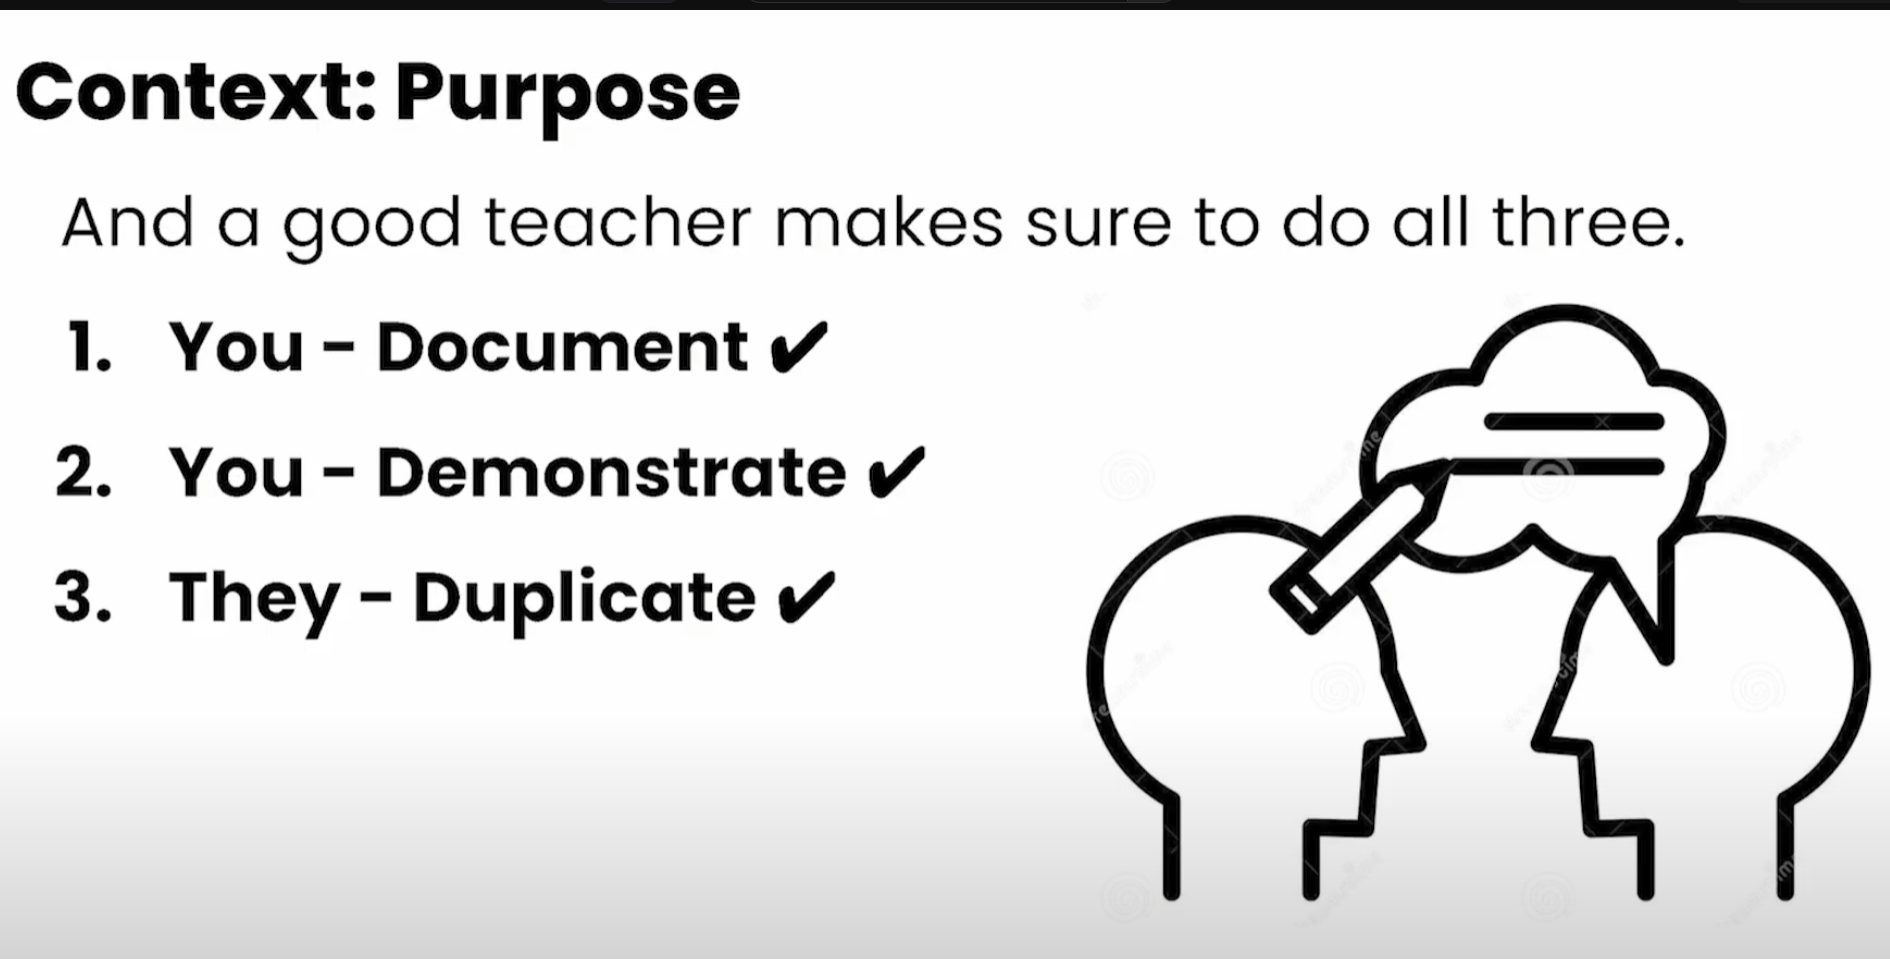 Context: Purpose
And a good teacher makes sure to do all three.
1. You - Document ✔
2. You - Demonstrate ✔
3. They - Duplicate ✔